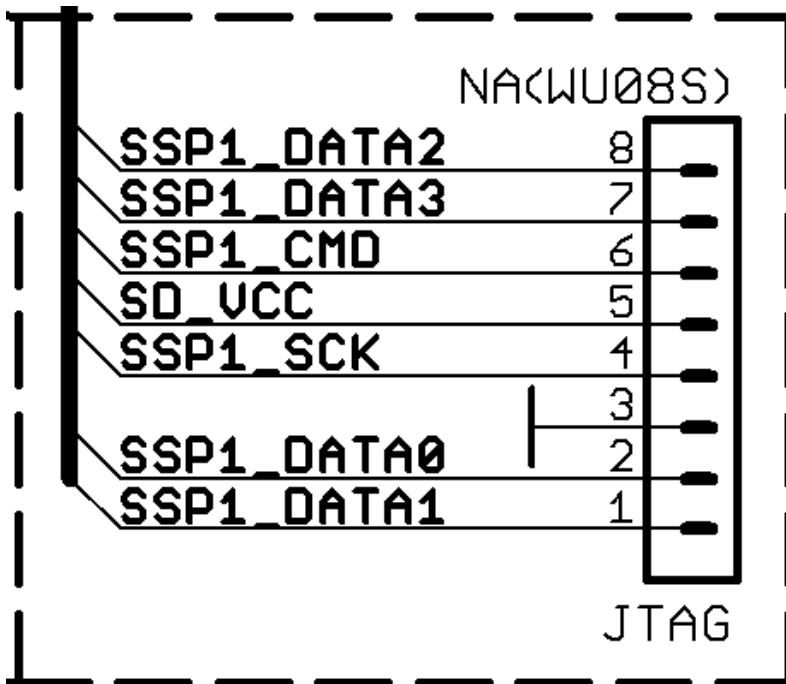 NA(WU08S)
SSP1_DATA2 8
SSP1_DATA3 7
SSP1_CMD 6
SD_VCC 5
SSP1_SCK 4
3
SSP1_DATA0 2
SSP1_DATA1 1
JTAG